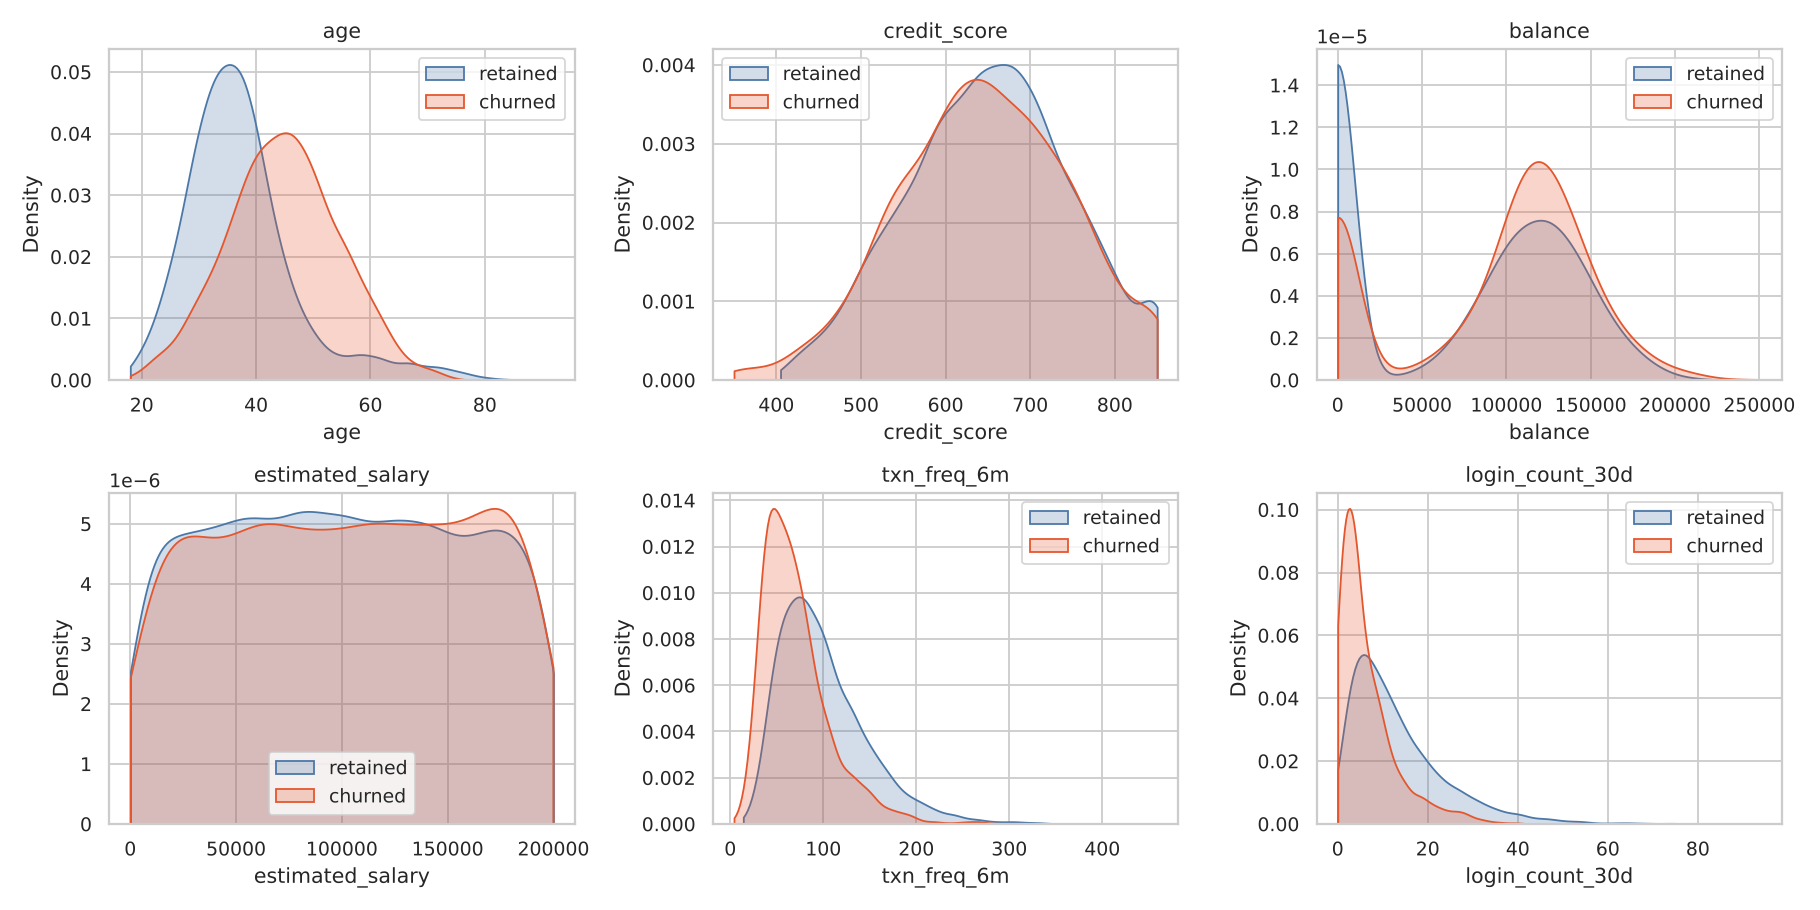 age
0.05
0.04
0.03
0.02
0.01
0.00
Density
retained
churned
20 40 60 80
age
credit_score
0.004
0.003
0.002
0.001
0.000
Density
retained
churned
400 500 600 700 800
credit_score
balance
1e−5
1.4
1.2
1.0
0.8
0.6
0.4
0.2
0.0
Density
retained
churned
0 50000 100000 150000 200000 250000
balance
estimated_salary
1e−6
5
4
3
2
1
0
Density
retained
churned
0 50000 100000 150000 200000
estimated_salary
txn_freq_6m
0.014
0.012
0.010
0.008
0.006
0.004
0.002
0.000
Density
retained
churned
0 100 200 300 400
txn_freq_6m
login_count_30d
0.10
0.08
0.06
0.04
0.02
0.00
Density
retained
churned
0 20 40 60 80
login_count_30d